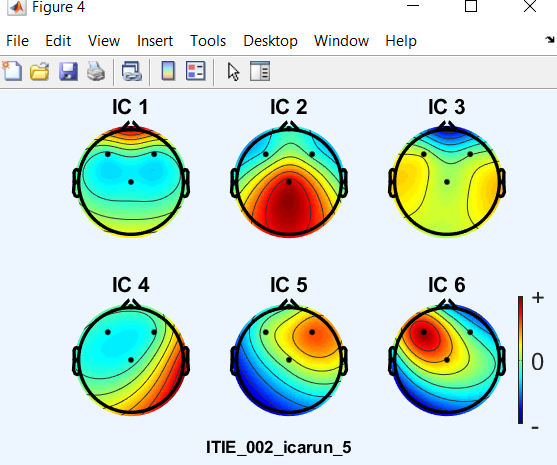 Figure 4
File Edit View Insert Tools Desktop Window Help
IC 1 IC 2 IC 3
IC 4 IC 5 IC 6
+
0
-
ITIE_002_icarun_5